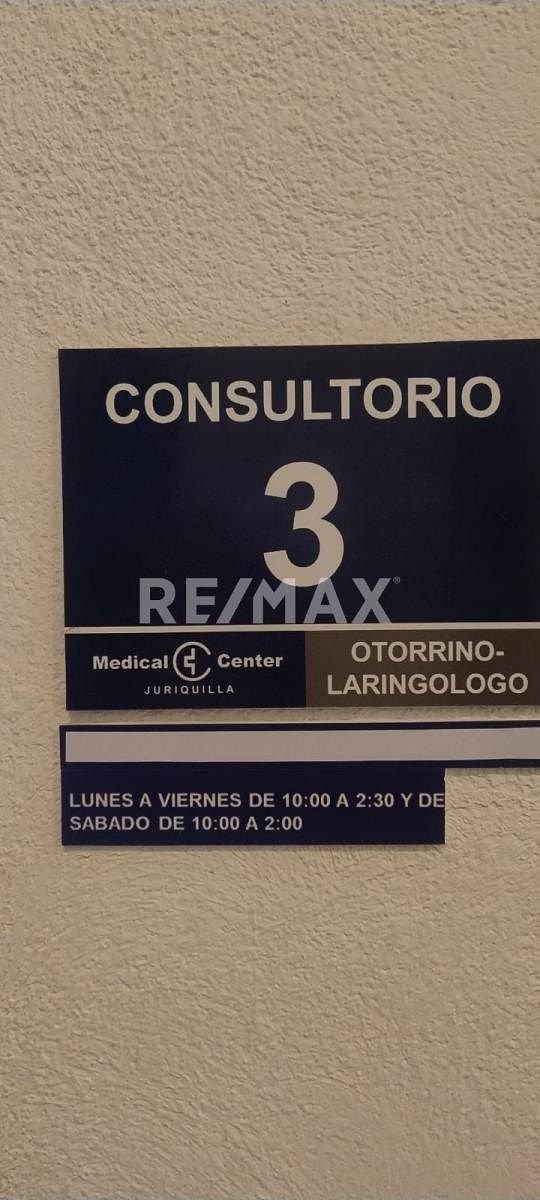 CONSULTORIO
3
RE/MAX®
Medical Center
JURIQUILLA
OTORRINO-
LARINGOLOGO
LUNES A VIERNES DE 10:00 A 2:30 Y DE
SABADO DE 10:00 A 2:00